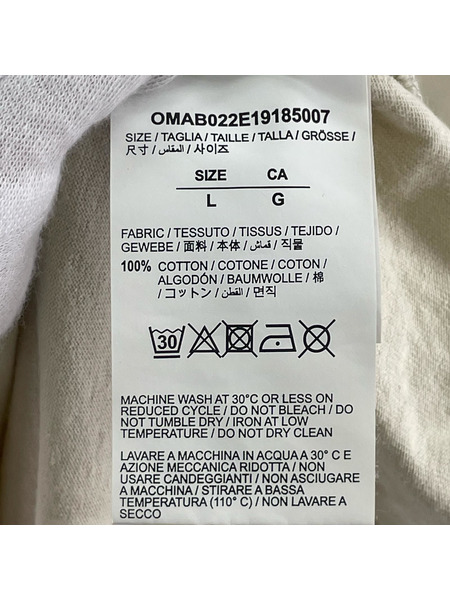 OMAB022E19185007
SIZE / TAGLIA / TAILLE / TALLA / GRÖSSE /
尺寸 / المقاس / 사이즈
SIZE CA
L G
FABRIC / TESSUTO / TISSUS / TEJIDO /
GEWEBE / 面料 / 本体 / قماش / 직물
100% COTTON / COTONE / COTON /
ALGODÓN / BAUMWOLLE / 棉
/ コットン / القطن / 면직
30
MACHINE WASH AT 30°C OR LESS ON
REDUCED CYCLE / DO NOT BLEACH / DO
NOT TUMBLE DRY / IRON AT LOW
TEMPERATURE / DO NOT DRY CLEAN
LAVARE A MACCHINA IN ACQUA A 30° C E
AZIONE MECCANICA RIDOTTA / NON
USARE CANDEGGIANTI / NON ASCIUGARE
A MACCHINA / STIRARE A BASSA
TEMPERATURA (110° C) / NON LAVARE A
SECCO